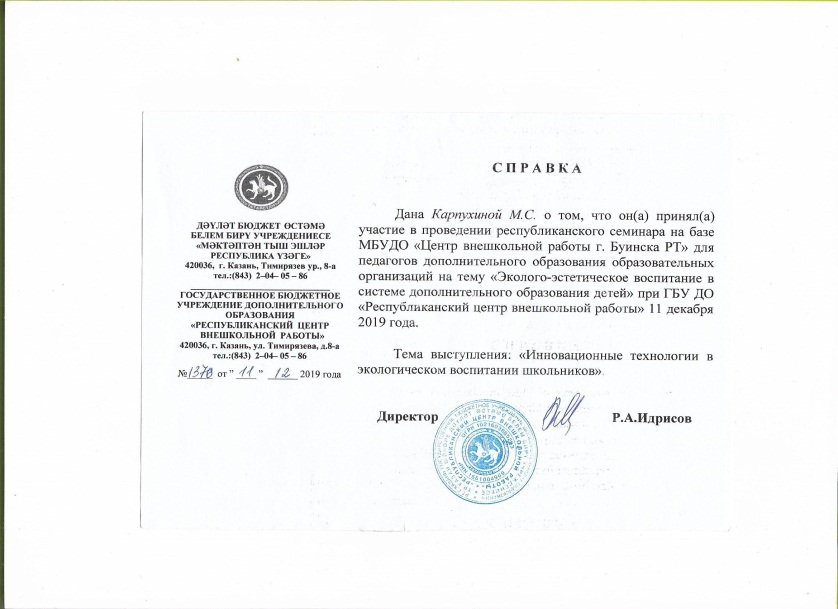 ДӘҮЛӘТ БЮДЖЕТ ӨСТӘМӘ
БЕЛЕМ БИРҮ УЧРЕЖДЕНИЕСЕ
«МӘКТӘПТӘН ТЫШ ЭШЛӘР
РЕСПУБЛИКА ҮЗӘГЕ»
420036, г. Казань, Тимирязев ур., 8-а
тел.:(843) 2–04– 05 – 86
ГОСУДАРСТВЕННОЕ БЮДЖЕТНОЕ
УЧРЕЖДЕНИЕ ДОПОЛНИТЕЛЬНОГО
ОБРАЗОВАНИЯ
«РЕСПУБЛИКАНСКИЙ ЦЕНТР
ВНЕШКОЛЬНОЙ РАБОТЫ»
420036, г. Казань, ул. Тимирязева, д.8-а
тел.:(843) 2–04– 05 – 86
№ от " 11 " 12 2019 года
С П Р А В К А
Дана Карпухиной М.С. о том, что он(а) принял(а)
участие в проведении республиканского семинара на базе
МБУДО «Центр внешкольной работы г. Буинска РТ» для
педагогов дополнительного образования образовательных
организаций на тему «Эколого-эстетическое воспитание в
системе дополнительного образования детей» при ГБУ ДО
«Республиканский центр внешкольной работы» 11 декабря
2019 года.
Тема выступления: «Инновационные технологии в
экологическом воспитании школьников».
Директор Р.А.Идрисов